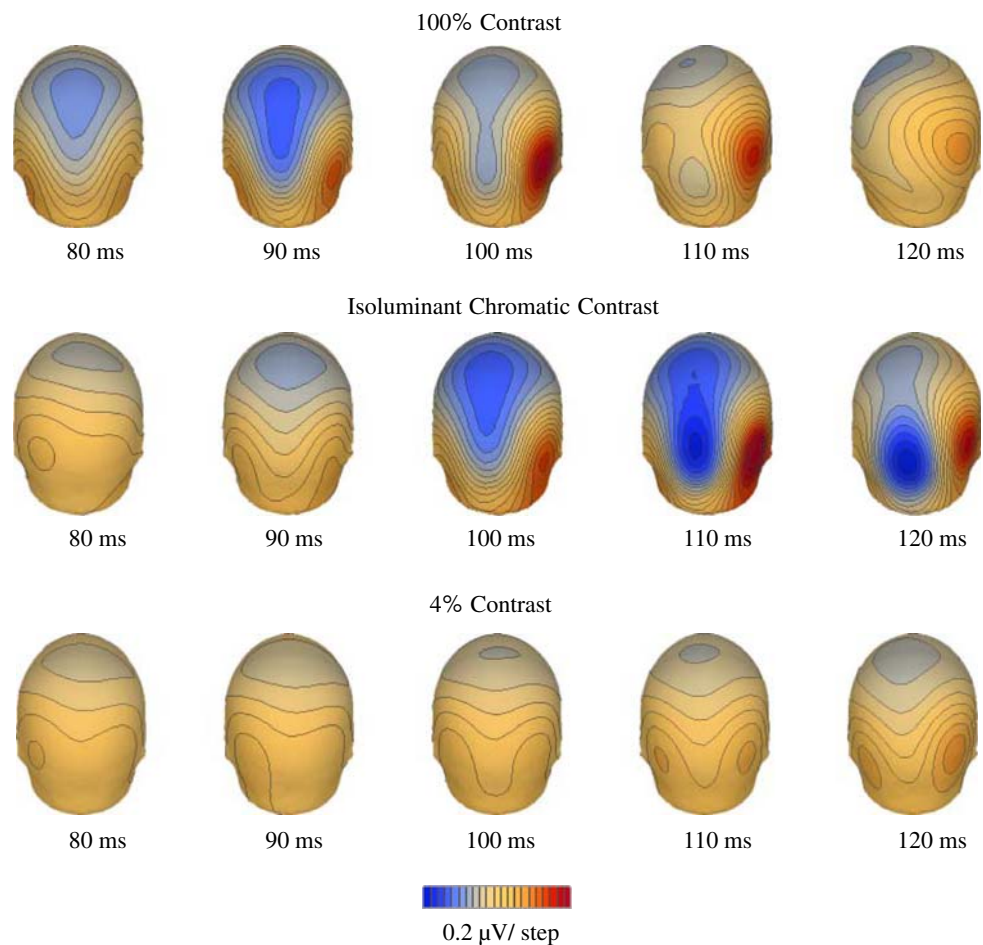 100% Contrast
80 ms 90 ms 100 ms 110 ms 120 ms
Isoluminant Chromatic Contrast
80 ms 90 ms 100 ms 110 ms 120 ms
4% Contrast
80 ms 90 ms 100 ms 110 ms 120 ms
0.2 µV/ step